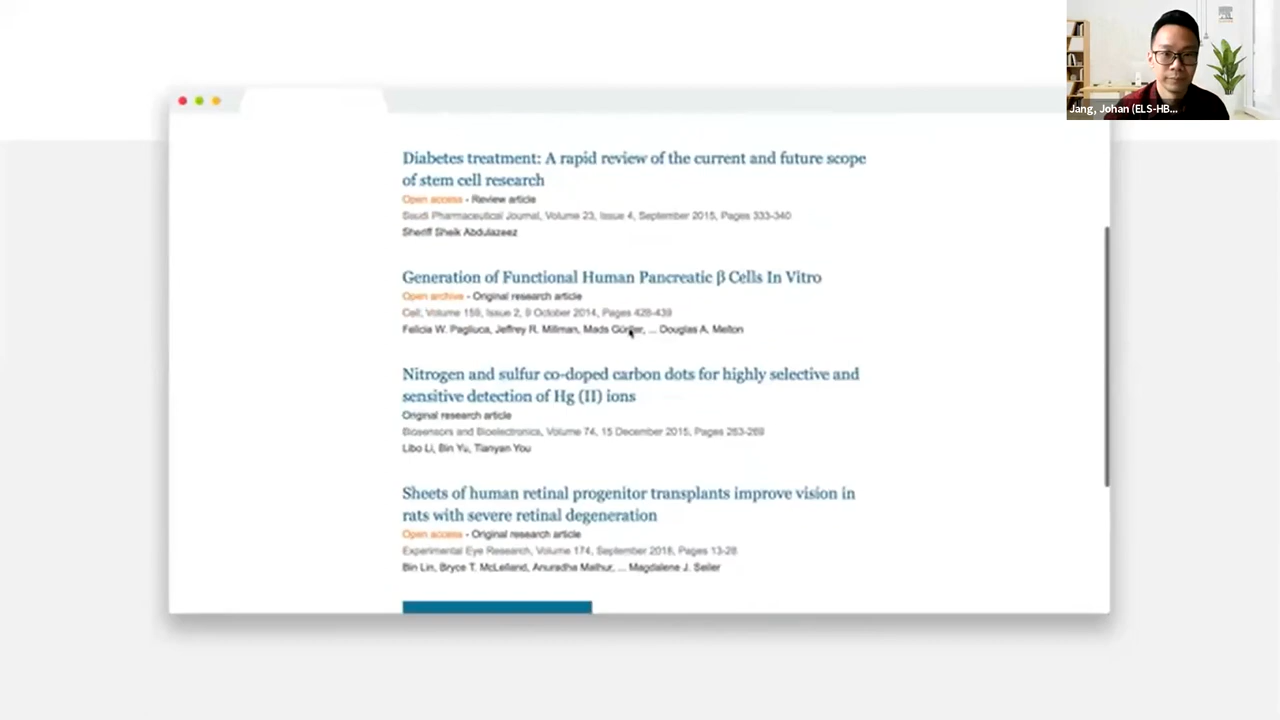 Diabetes treatment: A rapid review of the current and future scope
of stem cell research
Open access - Review article
Saudi Pharmaceutical Journal, Volume 23, Issue 4, September 2015, Pages 333-340
Sheriff Sheik Abdulazeez
Generation of Functional Human Pancreatic β Cells In Vitro
Open archive - Original research article
Cell, Volume 159, Issue 2, 9 October 2014, Pages 428-439
Felicia W. Pagliuca, Jeffrey R. Millman, Mads Gürtler, ... Douglas A. Melton
Nitrogen and sulfur co-doped carbon dots for highly selective and
sensitive detection of Hg (II) ions
Original research article
Biosensors and Bioelectronics, Volume 74, 15 December 2015, Pages 263-269
Libo Li, Bin Yu, Tianyan You
Sheets of human retinal progenitor transplants improve vision in
rats with severe retinal degeneration
Open access - Original research article
Experimental Eye Research, Volume 174, September 2018, Pages 13-28
Bin Lin, Bryce T. McLelland, Anuradha Mathur, ... Magdalene J. Seiler
Jang, Johan (ELS-HB...